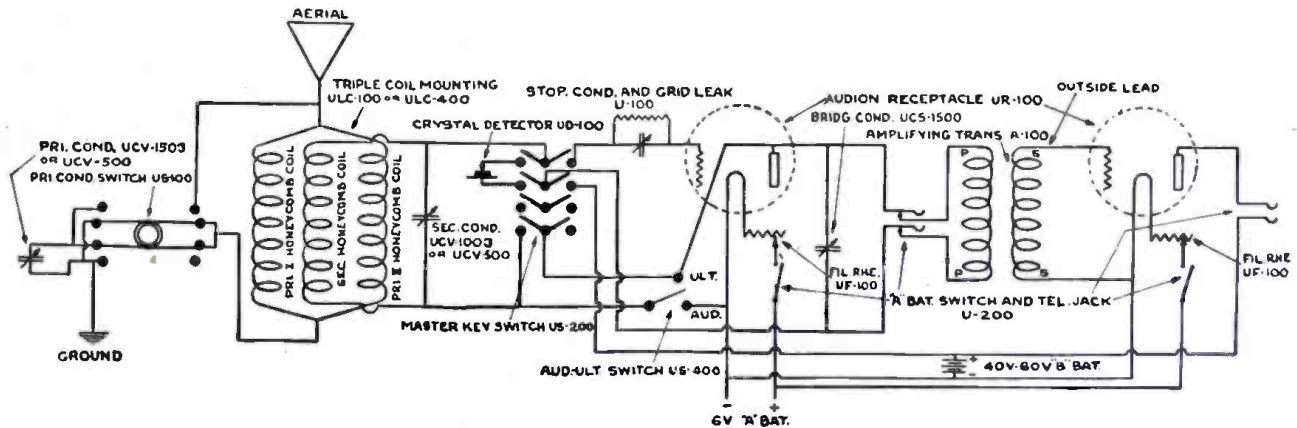 AERIAL
TRIPLE COIL MOUNTING
ULC-100 OR ULC-400
PRI. COND. UCV-1503
OR UCV-500
PRI COND SWITCH US-100
GROUND
PRI I HONEYCOMB COIL
SEC. HONEYCOMB COIL
PRI II HONEYCOMB COIL
SEC. COND.
UCV-1003
OR UCV-500
CRYSTAL DETECTOR UD-100
STOP. COND. AND GRID LEAK
U-100
MASTER KEY SWITCH US-200
ULT.
AUD.
AUD-ULT SWITCH US-400
AUDION RECEPTACLE UR-100
BRIDG COND. UCS-1500
AMPLIFYING TRANS A-100
OUTSIDE LEAD
P
S
P
S
FIL. RHE.
UF-100
"A" BAT. SWITCH AND TEL. JACK
U-200
FIL. RHE
UF-100
+
-
40V-60V "B" BAT.
- +
6V "A" BAT.